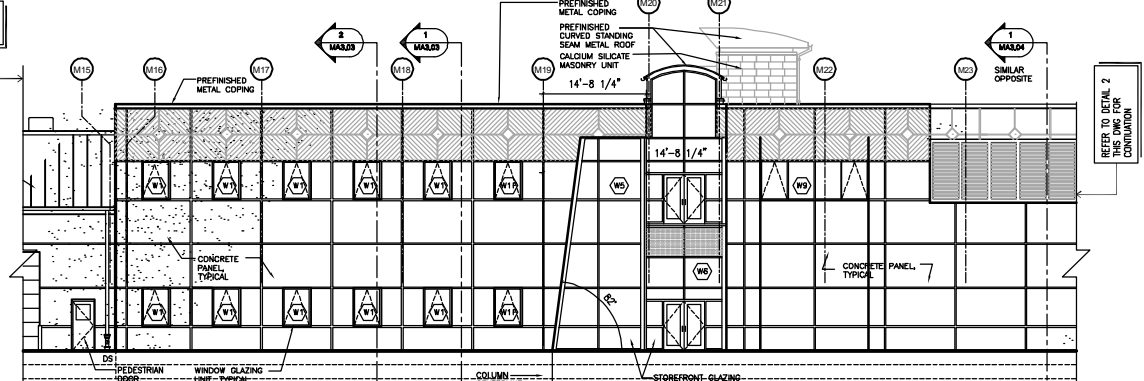 PREFINISHED
METAL COPING
M20
M21
PREFINISHED
CURVED STANDING
SEAM METAL ROOF
CALCIUM SILICATE
MASONRY UNIT
14'-8 1/4"
2
MA3.03
1
MA3.03
1
MA3.04
SIMILAR
OPPOSITE
M15
M16
M17
M18
M19
M22
M23
PREFINISHED
METAL COPING
REFER TO DETAIL 2
THIS DWG FOR
CONTIUATION
14'-8 1/4"
W1
W1
W1
W1
W1
W1F
W5
W9
CONCRETE
PANEL,
TYPICAL
W6
CONCRETE PANEL,
TYPICAL
W1
W1
W1
W1
W1
W1F
82°
DS
PEDESTRIAN
DOOR
WINDOW GLAZING
UNIT TYPICAL
COLUMN
STOREFRONT GLAZING